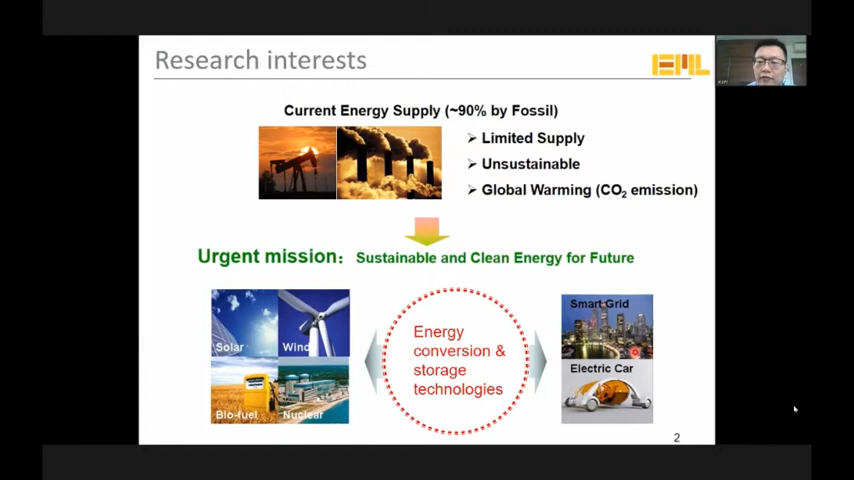 Research interests
IEML
Current Energy Supply (~90% by Fossil)
➢ Limited Supply
➢ Unsustainable
➢ Global Warming (CO₂ emission)
Urgent mission: Sustainable and Clean Energy for Future
Solar
Wind
Bio-fuel
Nuclear
Energy
conversion &
storage
technologies
Smart Grid
Electric Car
2